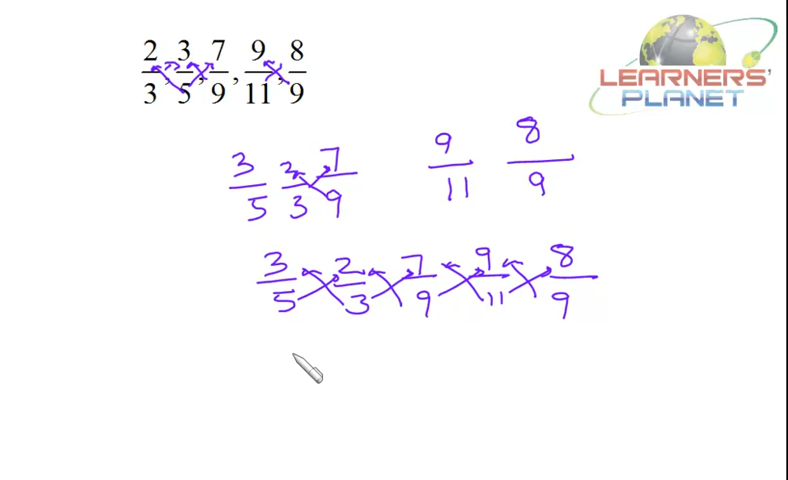 2/3, 3/5, 7/9, 9/11, 8/9
LEARNERS'
PLANET
3/5 2/3 7/9 9/11 8/9
3/5 2/3 7/9 9/11 8/9